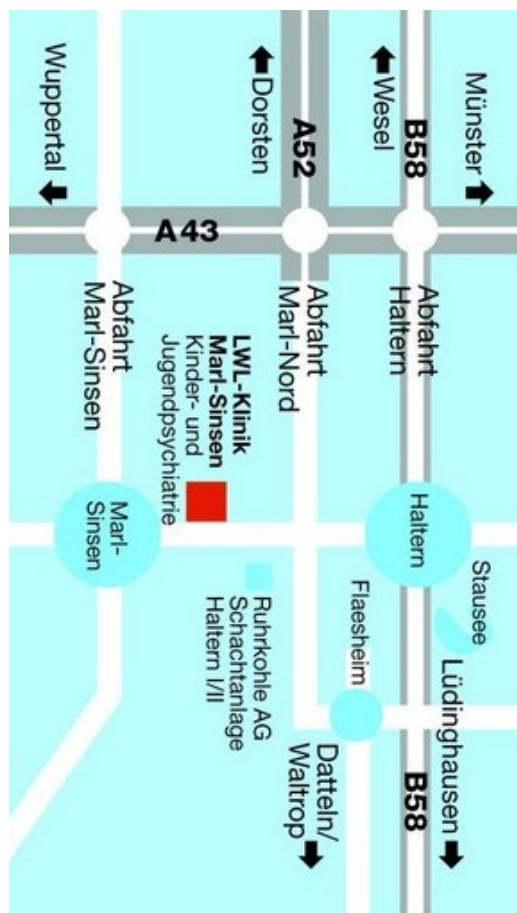 Münster
Stausee
Lüdinghausen
B58
Wesel
Abfahrt
Haltern
Haltern
B58
Flaesheim
A52
Dorsten
Abfahrt
Marl-Nord
Datteln/
Waltrop
A 43
LWL-Klinik
Marl-Sinsen
Kinder- und
Jugendpsychiatrie
Ruhrkohle AG
Schachtanlage
Haltern I/II
Wuppertal
Abfahrt
Marl-Sinsen
Marl-
Sinsen